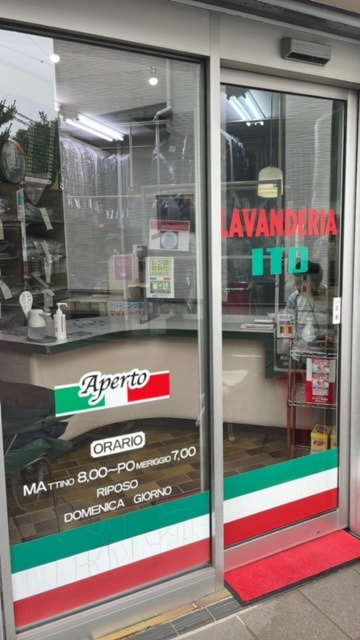 LAVANDERIA
ITO
Aperto
ORARIO
MATTINO 8,00—POMERIGGIO 7,00
RIPOSO
DOMENICA GIORNO